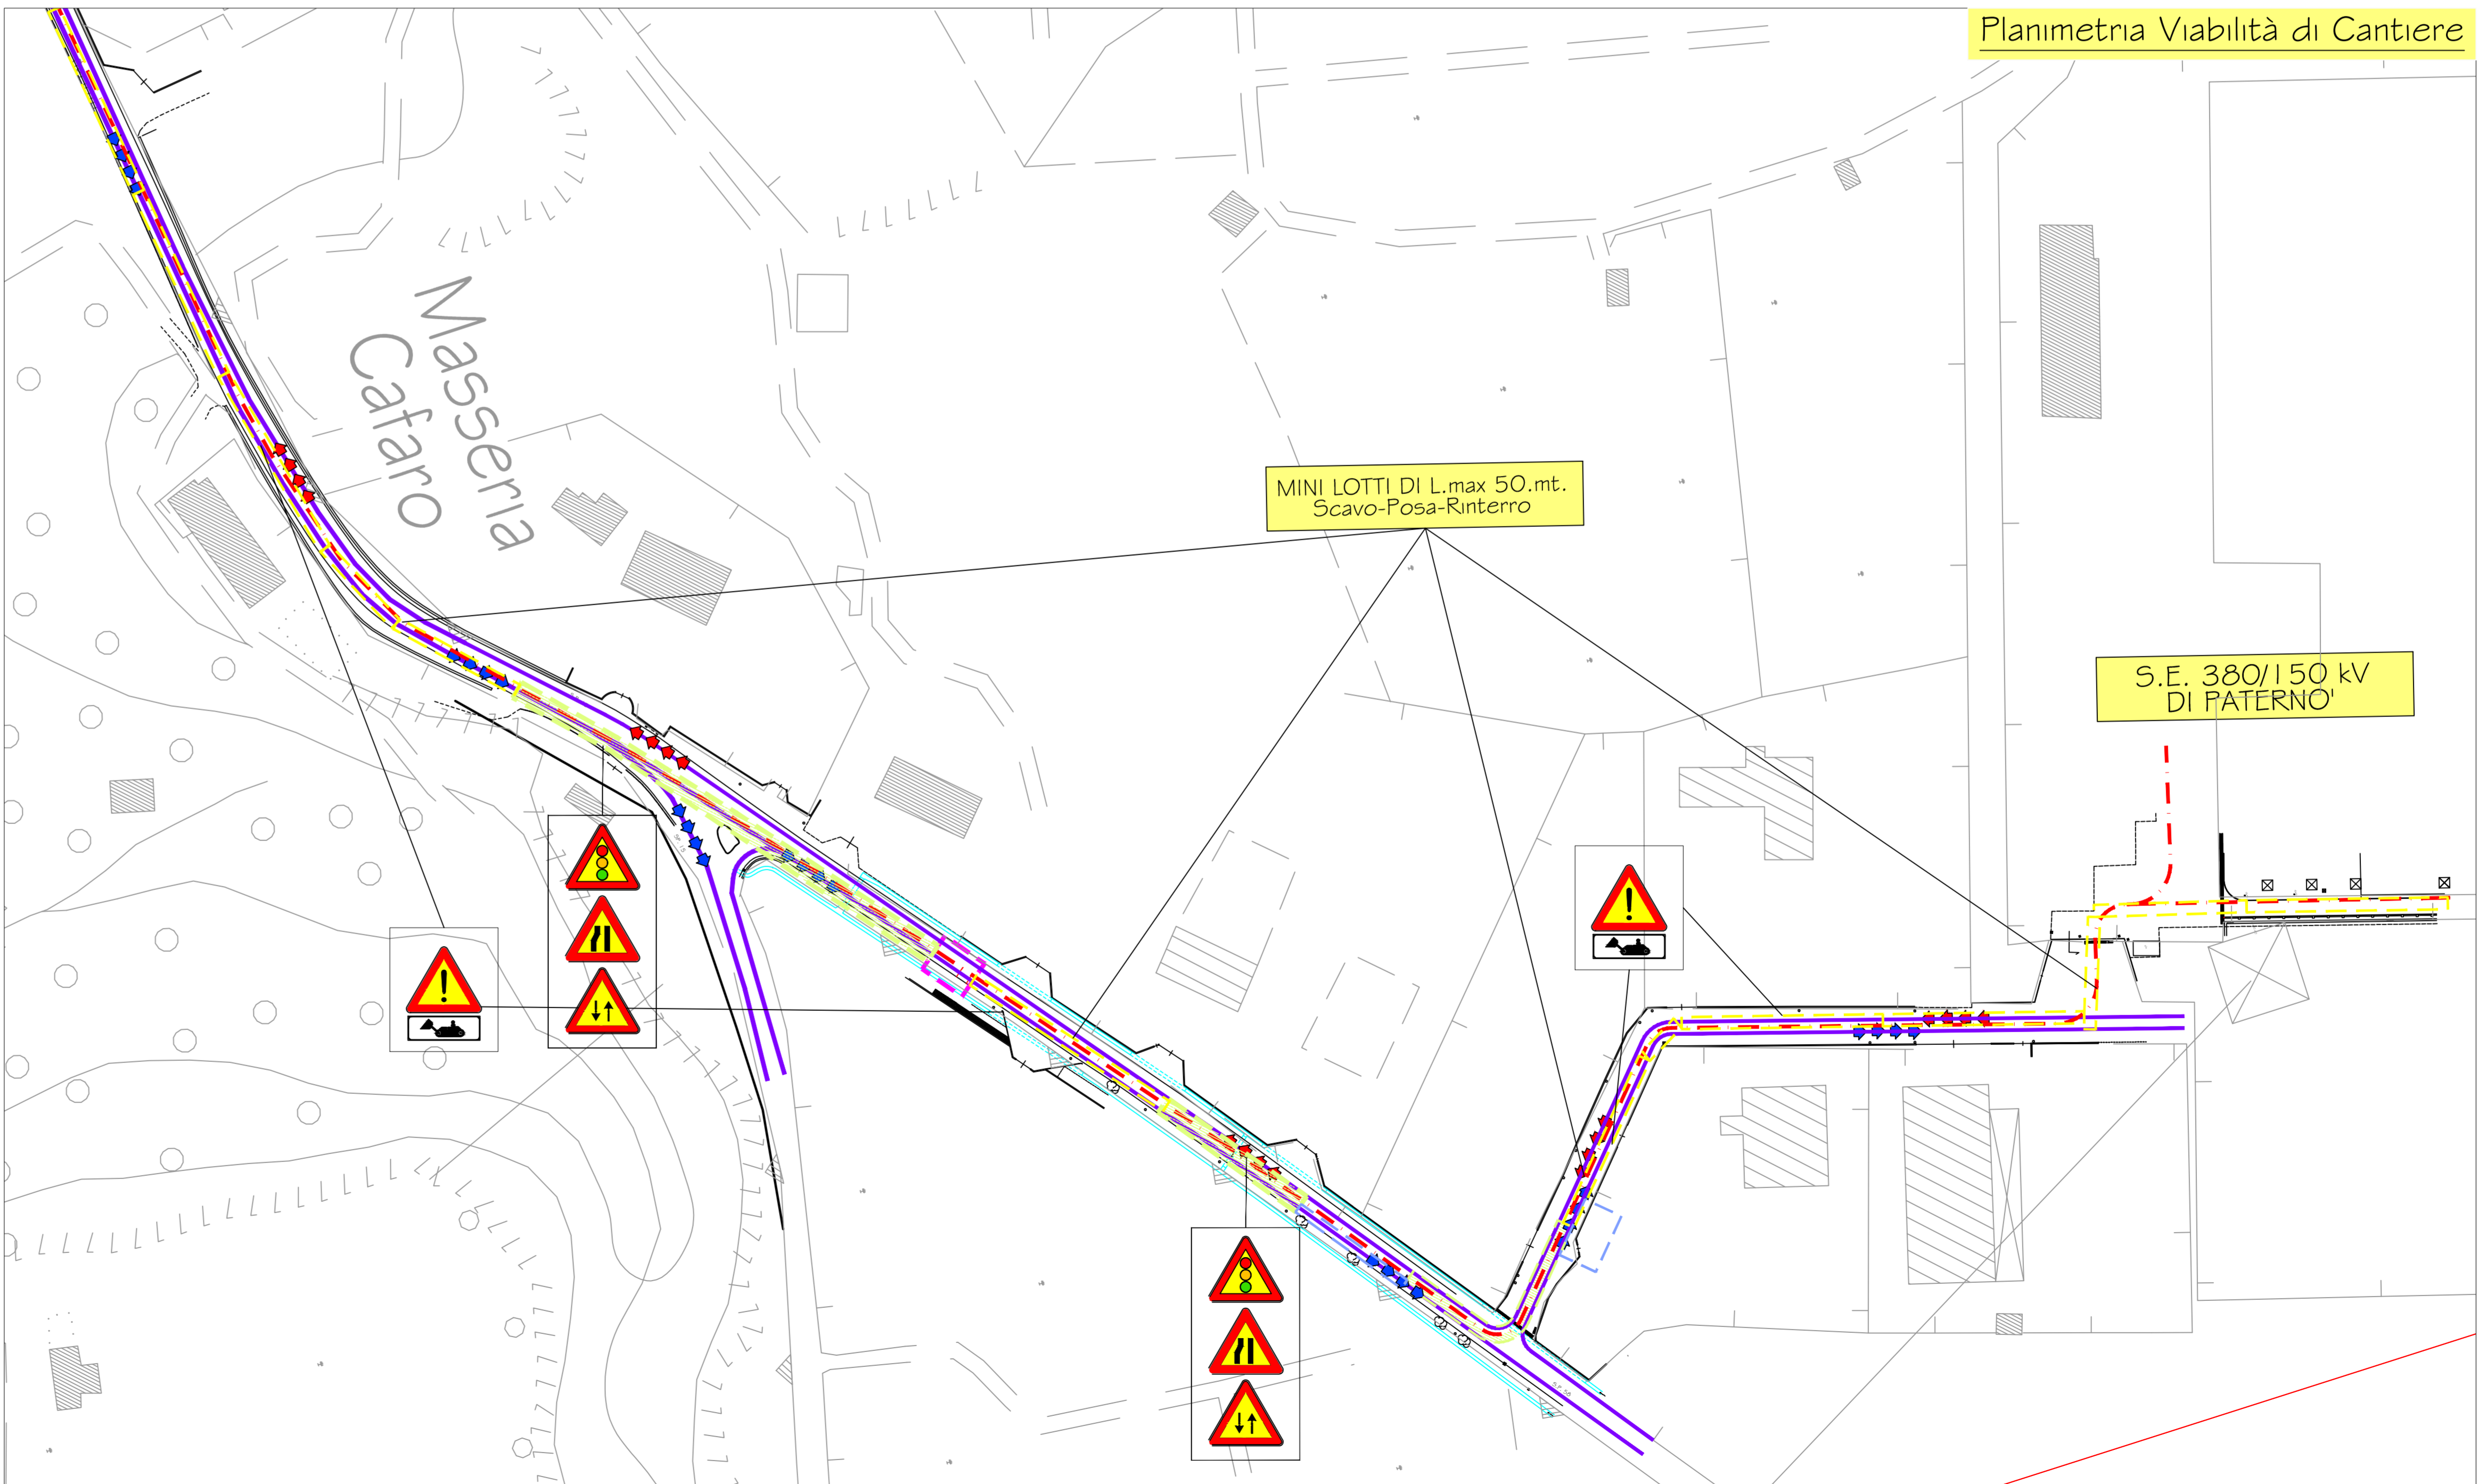 Planimetria Viabilità di Cantiere
Masseria
Cafaro
MINI LOTTI DI L.max 50.mt.
Scavo-Posa-Rinterro
S.E. 380/150 kV
DI PATERNO'